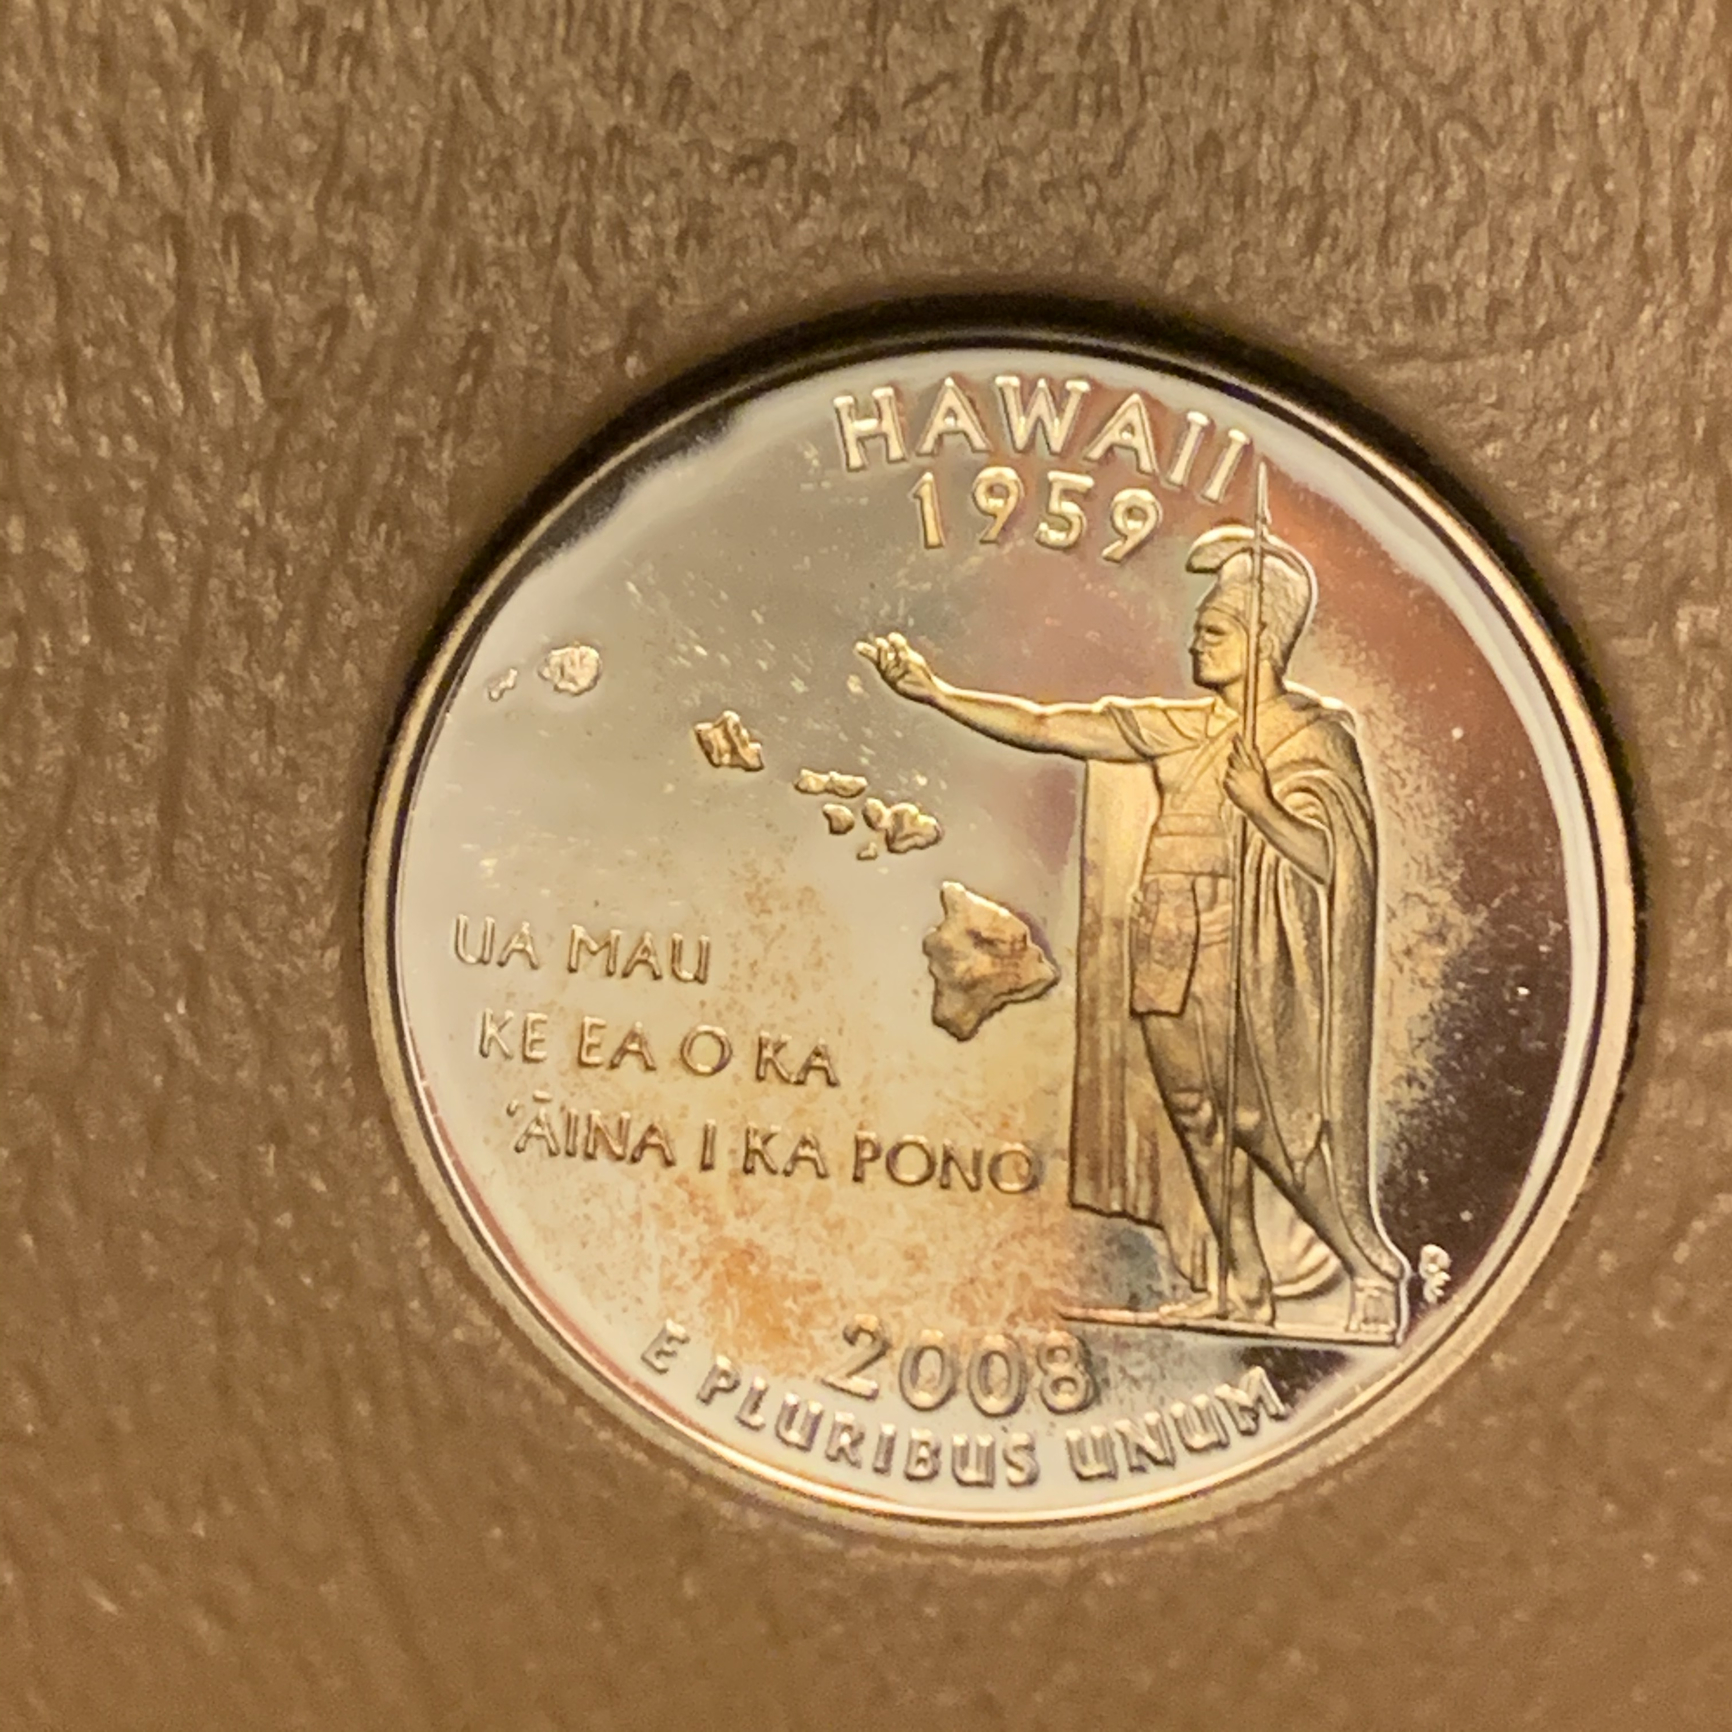 HAWAII
1959
UA MAU
KE EA O KA
ʻĀINA I KA PONO
2008
E PLURIBUS UNUM